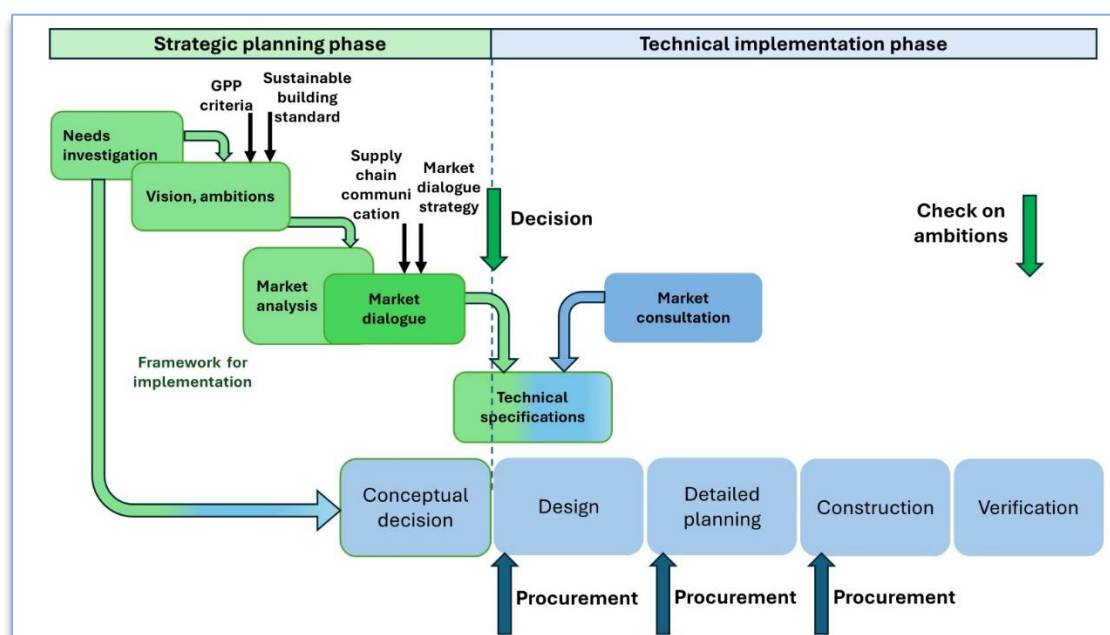 Strategic planning phase
Technical implementation phase
GPP
criteria
Sustainable
building
standard
Needs
investigation
Vision, ambitions
Supply
chain
communi
cation
Market
dialogue
strategy
Decision
Check on
ambitions
Market
analysis
Market
dialogue
Market
consultation
Framework for
implementation
Technical
specifications
Conceptual
decision
Design
Detailed
planning
Construction
Verification
Procurement
Procurement
Procurement